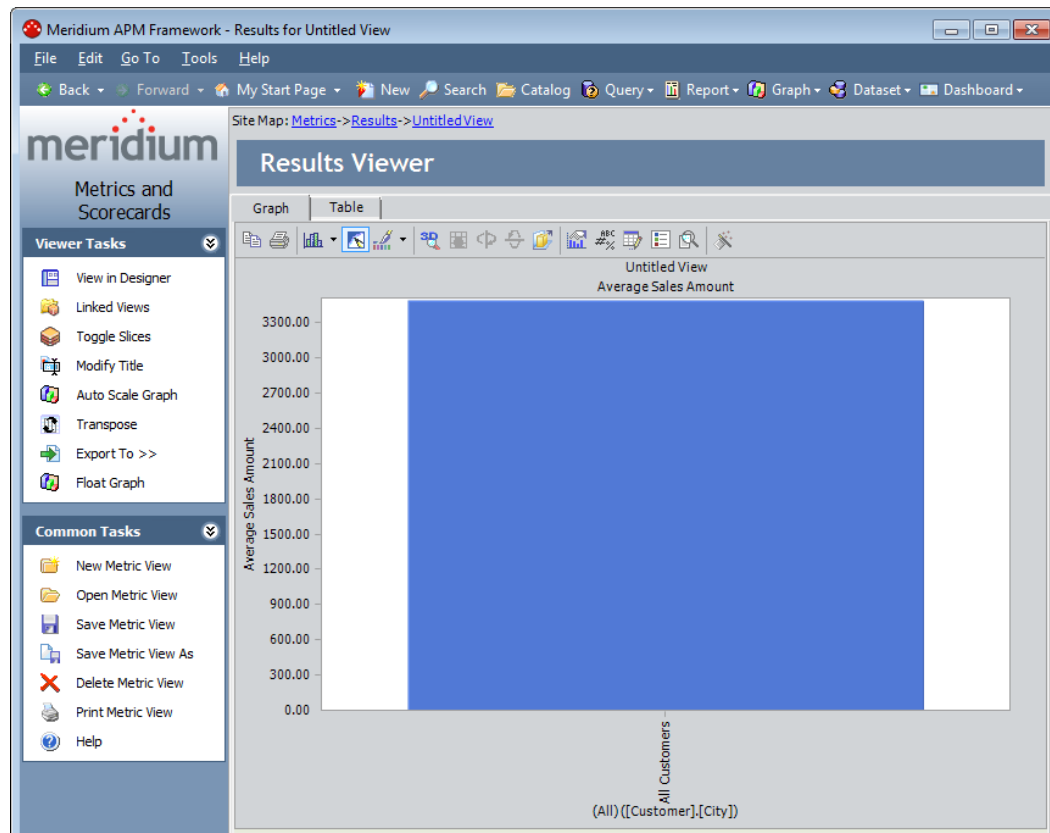 Meridium APM Framework - Results for Untitled View
File Edit Go To Tools Help
Back Forward My Start Page New Search Catalog Query Report Graph Dataset Dashboard
meridium
Metrics and
Scorecards
Viewer Tasks
View in Designer
Linked Views
Toggle Slices
Modify Title
Auto Scale Graph
Transpose
Export To >>
Float Graph
Common Tasks
New Metric View
Open Metric View
Save Metric View
Save Metric View As
Delete Metric View
Print Metric View
Help
Site Map: Metrics->Results->Untitled View
Results Viewer
Graph Table
3D ABC #,%
Untitled View
Average Sales Amount
Average Sales Amount
3300.00
3000.00
2700.00
2400.00
2100.00
1800.00
1500.00
1200.00
900.00
600.00
300.00
0.00
All Customers
(All) ([Customer].[City])